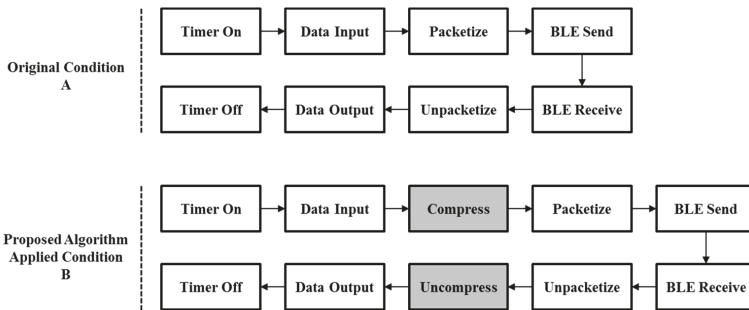 Original Condition
A
Timer On
Data Input
Packetize
BLE Send
Timer Off
Data Output
Unpacketize
BLE Receive
Proposed Algorithm
Applied Condition
B
Timer On
Data Input
Compress
Packetize
BLE Send
Timer Off
Data Output
Uncompress
Unpacketize
BLE Receive